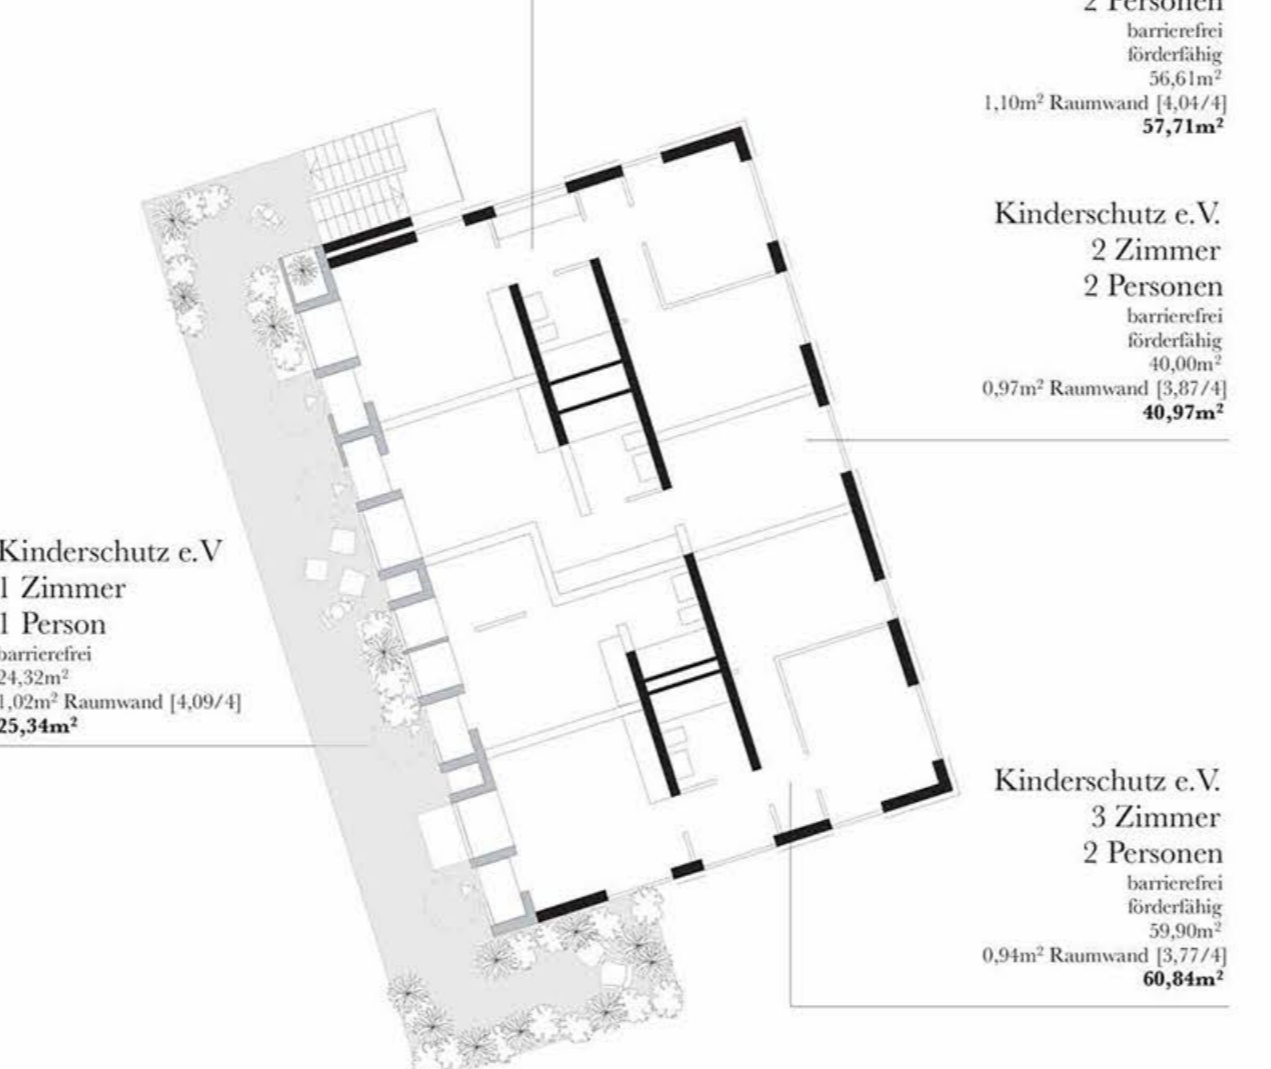 2 Personen
barrierefrei
förderfähig
56,61m²
1,10m² Raumwand [4,04/4]
57,71m²
Kinderschutz e.V.
2 Zimmer
2 Personen
barrierefrei
förderfähig
40,00m²
0,97m² Raumwand [3,87/4]
40,97m²
Kinderschutz e.V
1 Zimmer
1 Person
barrierefrei
24,32m²
1,02m² Raumwand [4,09/4]
25,34m²
Kinderschutz e.V.
3 Zimmer
2 Personen
barrierefrei
förderfähig
59,90m²
0,94m² Raumwand [3,77/4]
60,84m²